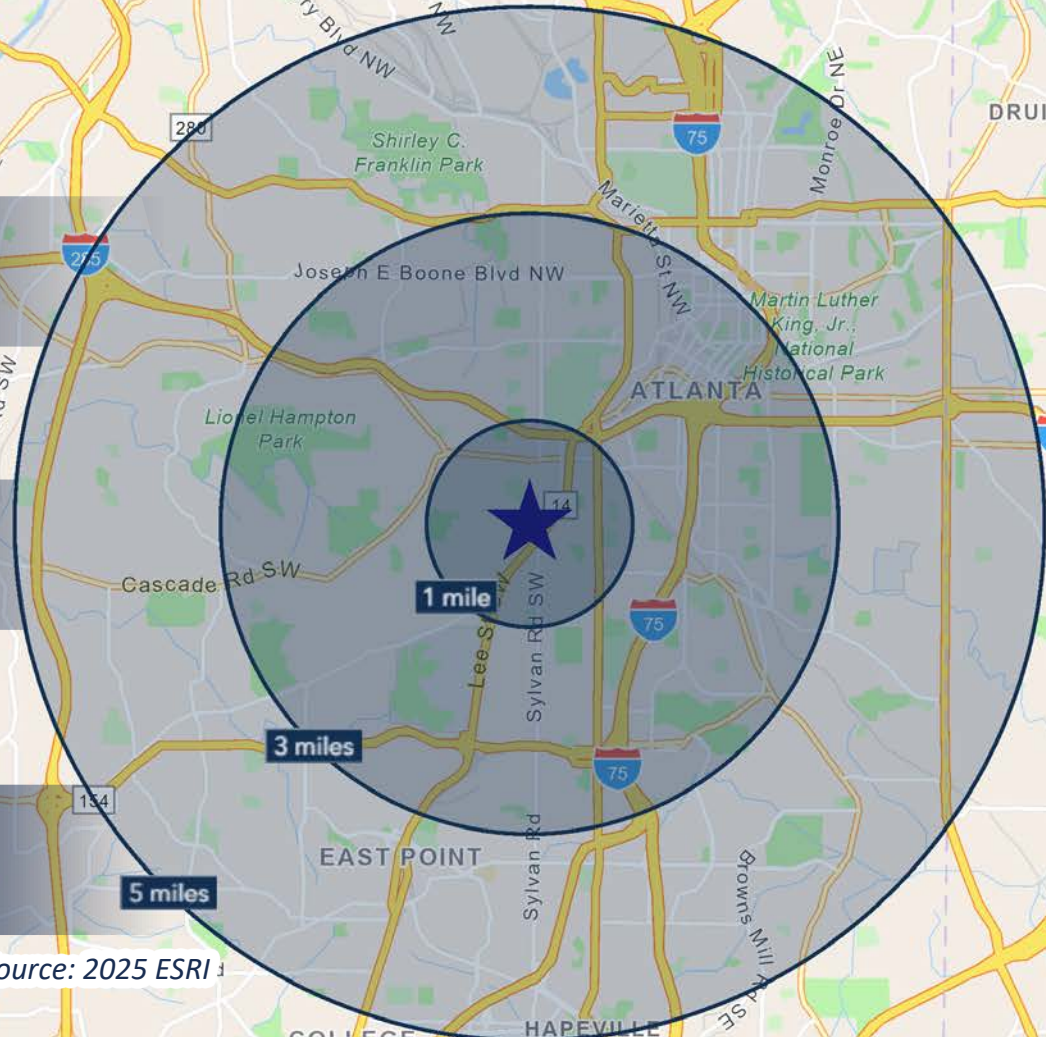 ry Blvd NW
NW
280
75
Monroe Dr NE
DRUI
Shirley C.
Franklin Park
Marietta St NW
285
Joseph E Boone Blvd NW
Martin Luther
King, Jr.,
National
Historical Park
ATLANTA
Lionel Hampton
Park
14
Cascade Rd SW
1 mile
75
Lee St
Sylvan Rd SW
3 miles
75
154
EAST POINT
Sylvan Rd
Browns Mill Rd SE
5 miles
ource: 2025 ESRI
COLLEGE
HAPEVILLE